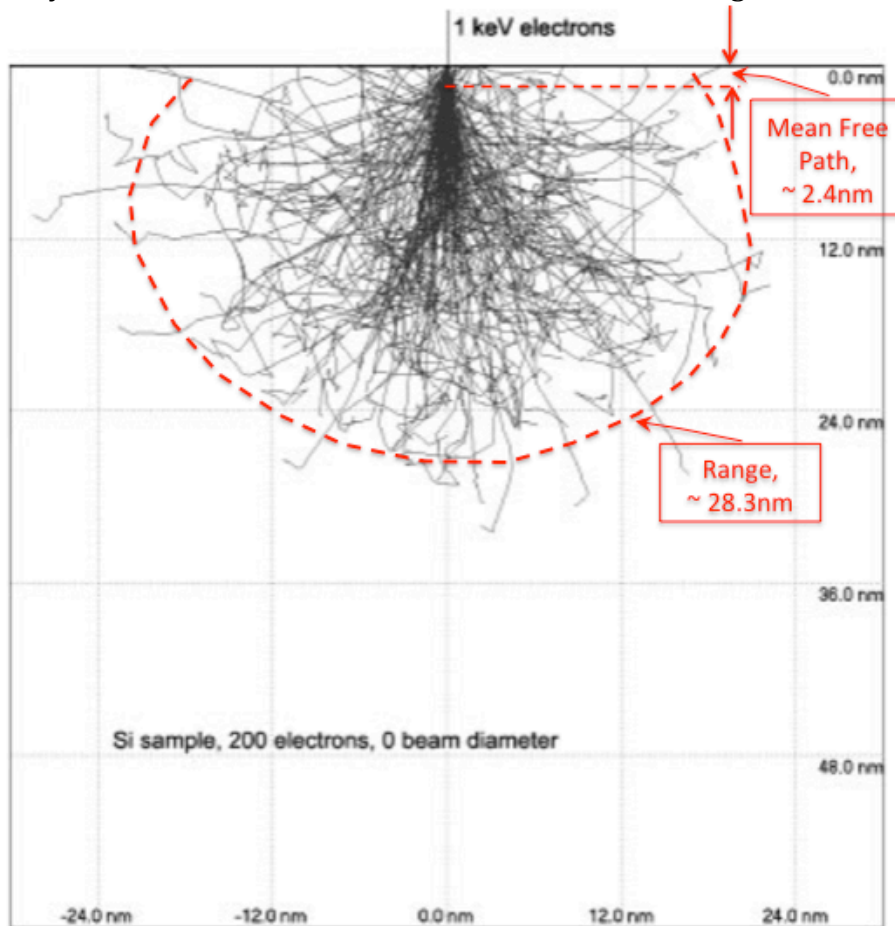 1 keV electrons
0.0 nm
Mean Free
Path,
~ 2.4nm
12.0 nm
24.0 nm
Range,
~ 28.3nm
36.0 nm
Si sample, 200 electrons, 0 beam diameter
48.0 nm
-24.0 nm -12.0 nm 0.0 nm 12.0 nm 24.0 nm